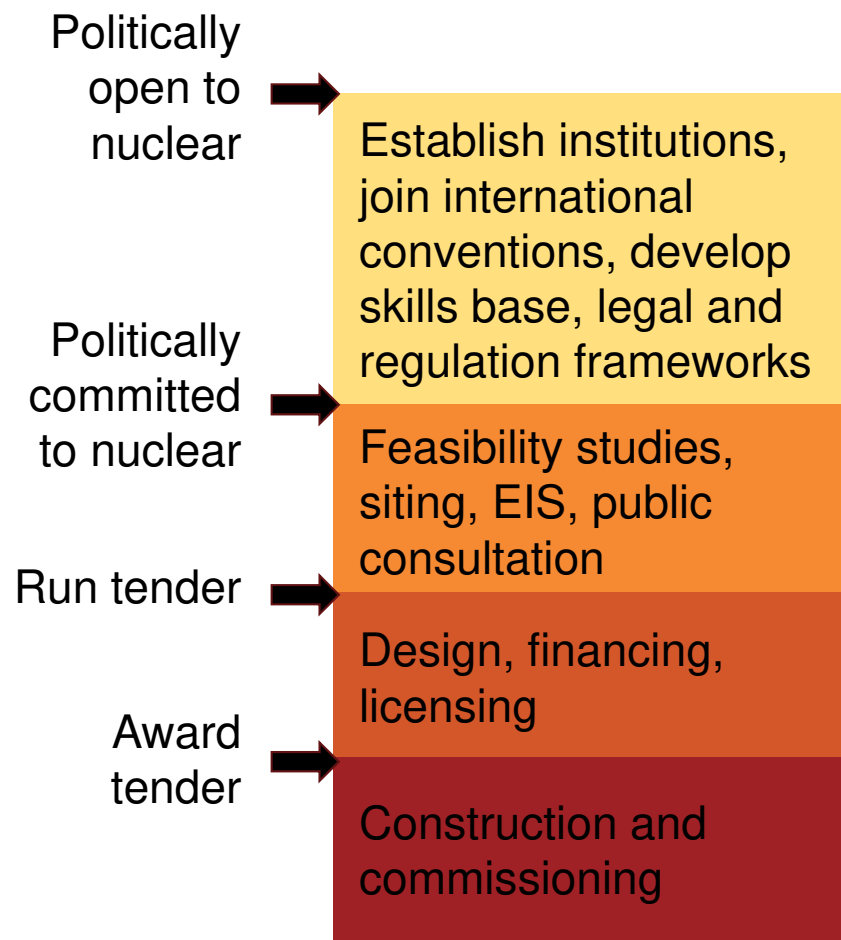 Politically
open to
nuclear
Establish institutions,
join international
conventions, develop
skills base, legal and
regulation frameworks
Politically
committed
to nuclear
Feasibility studies,
siting, EIS, public
consultation
Run tender
Design, financing,
licensing
Award
tender
Construction and
commissioning